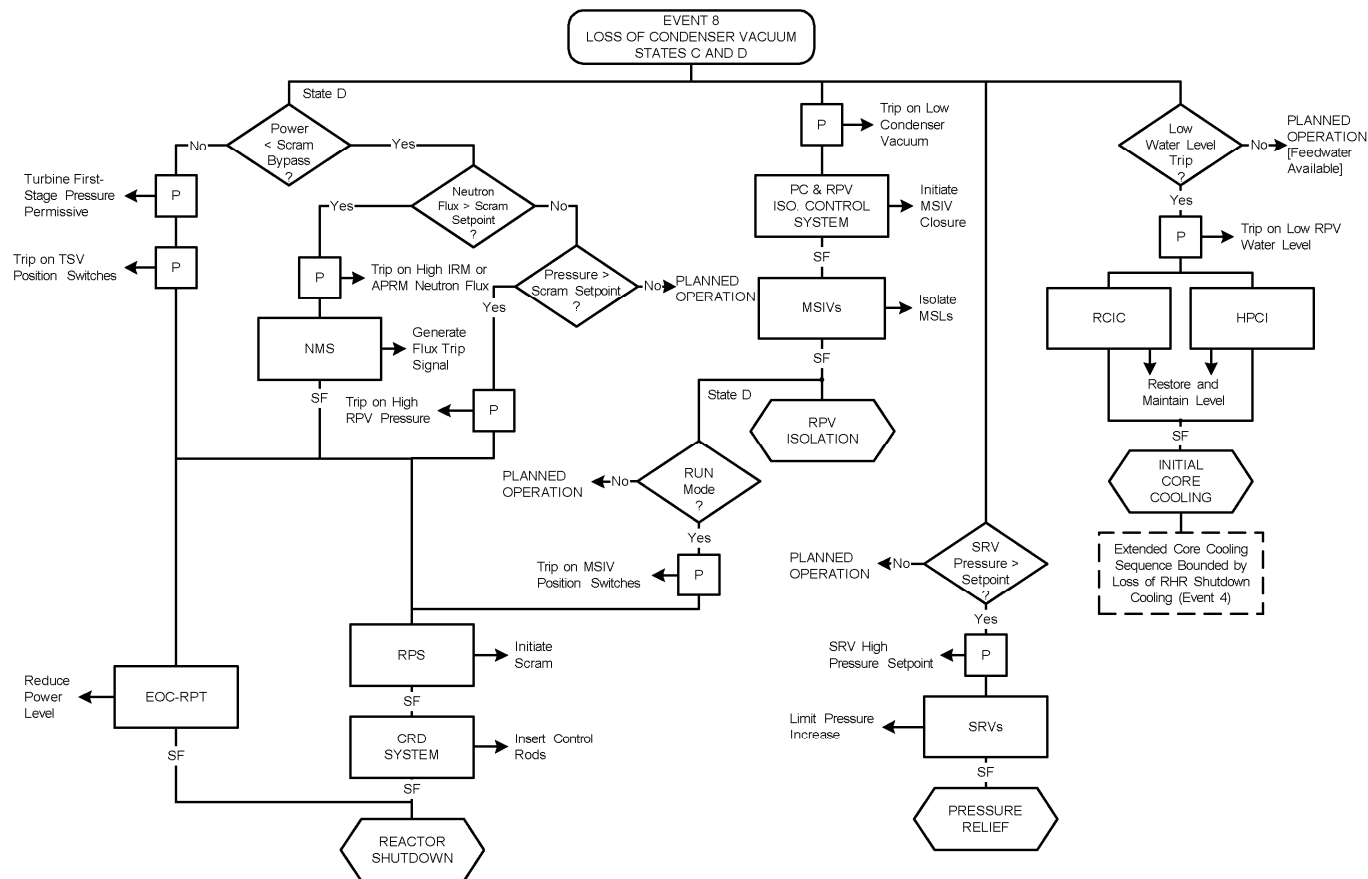 EVENT 8
LOSS OF CONDENSER VACUUM
STATES C AND D
State D
Power
< Scram
Bypass
?
No
Yes
P
Turbine First-
Stage Pressure
Permissive
P
Trip on TSV
Position Switches
Neutron
Flux > Scram
Setpoint
?
Yes
No
P
Trip on High IRM or
APRM Neutron Flux
NMS
Generate
Flux Trip
Signal
SF
Pressure >
Scram Setpoint
?
No
PLANNED
OPERATION
Yes
P
Trip on High
RPV Pressure
P
Trip on Low
Condenser
Vacuum
PC & RPV
ISO. CONTROL
SYSTEM
Initiate
MSIV
Closure
SF
MSIVs
Isolate
MSLs
SF
State D
RPV
ISOLATION
RUN
Mode
?
No
PLANNED
OPERATION
Yes
P
Trip on MSIV
Position Switches
RPS
Initiate
Scram
SF
CRD
SYSTEM
Insert Control
Rods
SF
EOC-RPT
Reduce
Power
Level
SF
REACTOR
SHUTDOWN
SRV
Pressure >
Setpoint
?
No
PLANNED
OPERATION
Yes
P
SRV High
Pressure Setpoint
SRVs
Limit Pressure
Increase
SF
PRESSURE
RELIEF
Low
Water Level
Trip
?
No
PLANNED
OPERATION
[Feedwater
Available]
Yes
P
Trip on Low RPV
Water Level
RCIC
HPCI
Restore and
Maintain Level
SF
INITIAL
CORE
COOLING
Extended Core Cooling
Sequence Bounded by
Loss of RHR Shutdown
Cooling (Event 4)